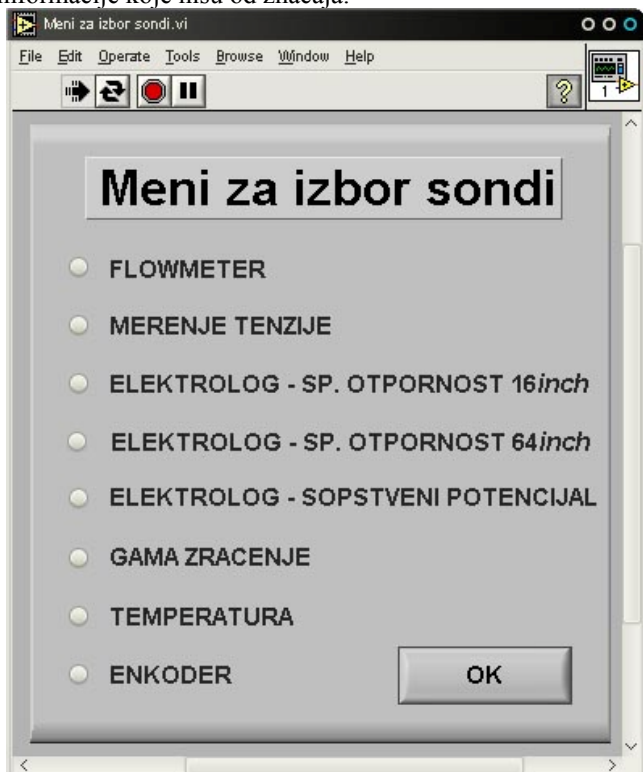 informacije koje nisu od značaja.
Meni za izbor sondi.vi
File Edit Operate Tools Browse Window Help
1
Meni za izbor sondi
FLOWMETER
MERENJE TENZIJE
ELEKTROLOG - SP. OTPORNOST 16inch
ELEKTROLOG - SP. OTPORNOST 64inch
ELEKTROLOG - SOPSTVENI POTENCIJAL
GAMA ZRACENJE
TEMPERATURA
ENKODER
OK